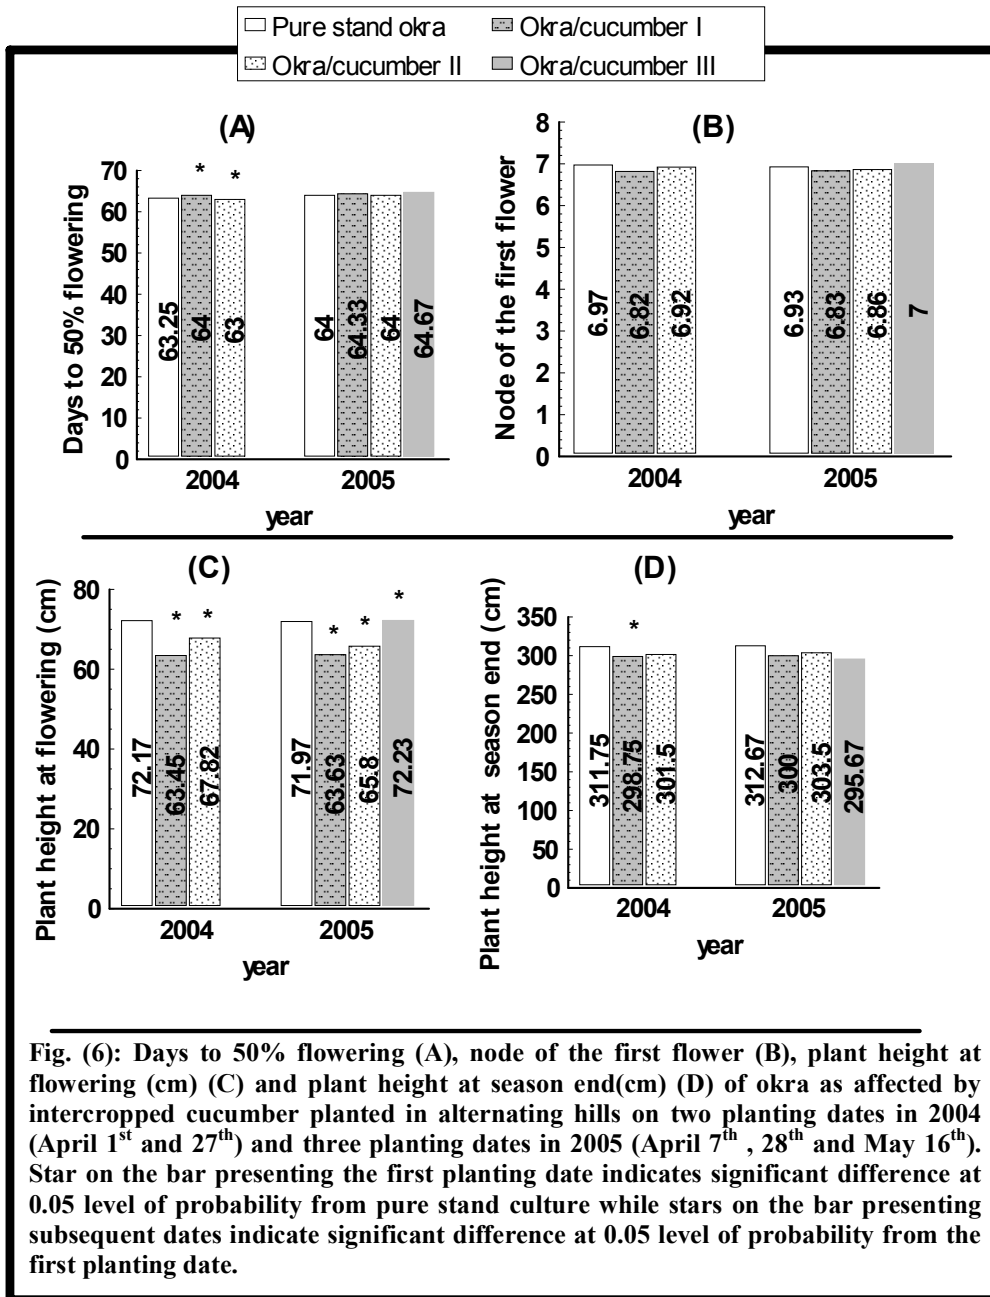 Pure stand okra Okra/cucumber I
Okra/cucumber II Okra/cucumber III
(A)
Days to 50% flowering
70
60
50
40
30
20
10
0
* *
63.25 64 63
64 64.33 64 64.67
2004 2005
year
(B)
Node of the first flower
8
7
6
5
4
3
2
1
0
6.97 6.82 6.92
6.93 6.83 6.86 7
2004 2005
year
(C)
Plant height at flowering (cm)
80
60
40
20
0
* *
* * *
72.17 63.45 67.82
71.97 63.63 65.8 72.23
2004 2005
year
(D)
Plant height at season end (cm)
350
300
250
200
150
100
50
0
*
311.75 298.75 301.5
312.67 300 303.5 295.67
2004 2005
year
Fig. (6): Days to 50% flowering (A), node of the first flower (B), plant height at
flowering (cm) (C) and plant height at season end(cm) (D) of okra as affected by
intercropped cucumber planted in alternating hills on two planting dates in 2004
(April 1st and 27th) and three planting dates in 2005 (April 7th , 28th and May 16th).
Star on the bar presenting the first planting date indicates significant difference at
0.05 level of probability from pure stand culture while stars on the bar presenting
subsequent dates indicate significant difference at 0.05 level of probability from the
first planting date.